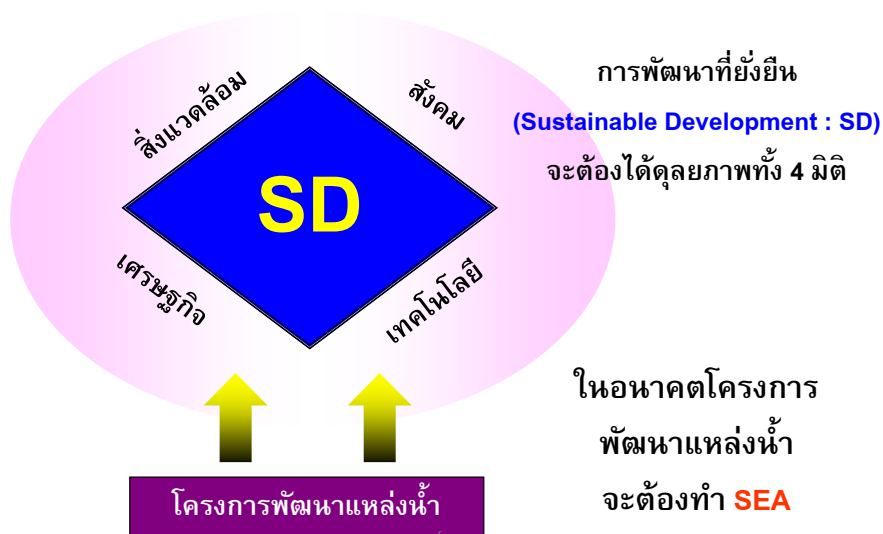 สิ่งแวดล้อม
สังคม
SD
เศรษฐกิจ
เทคโนโลยี
โครงการพัฒนาแหล่งน้ำ
การพัฒนาที่ยั่งยืน
(Sustainable Development : SD)
จะต้องได้ดุลยภาพทั้ง 4 มิติ
ในอนาคตโครงการ
พัฒนาแหล่งน้ำ
จะต้องทำ SEA